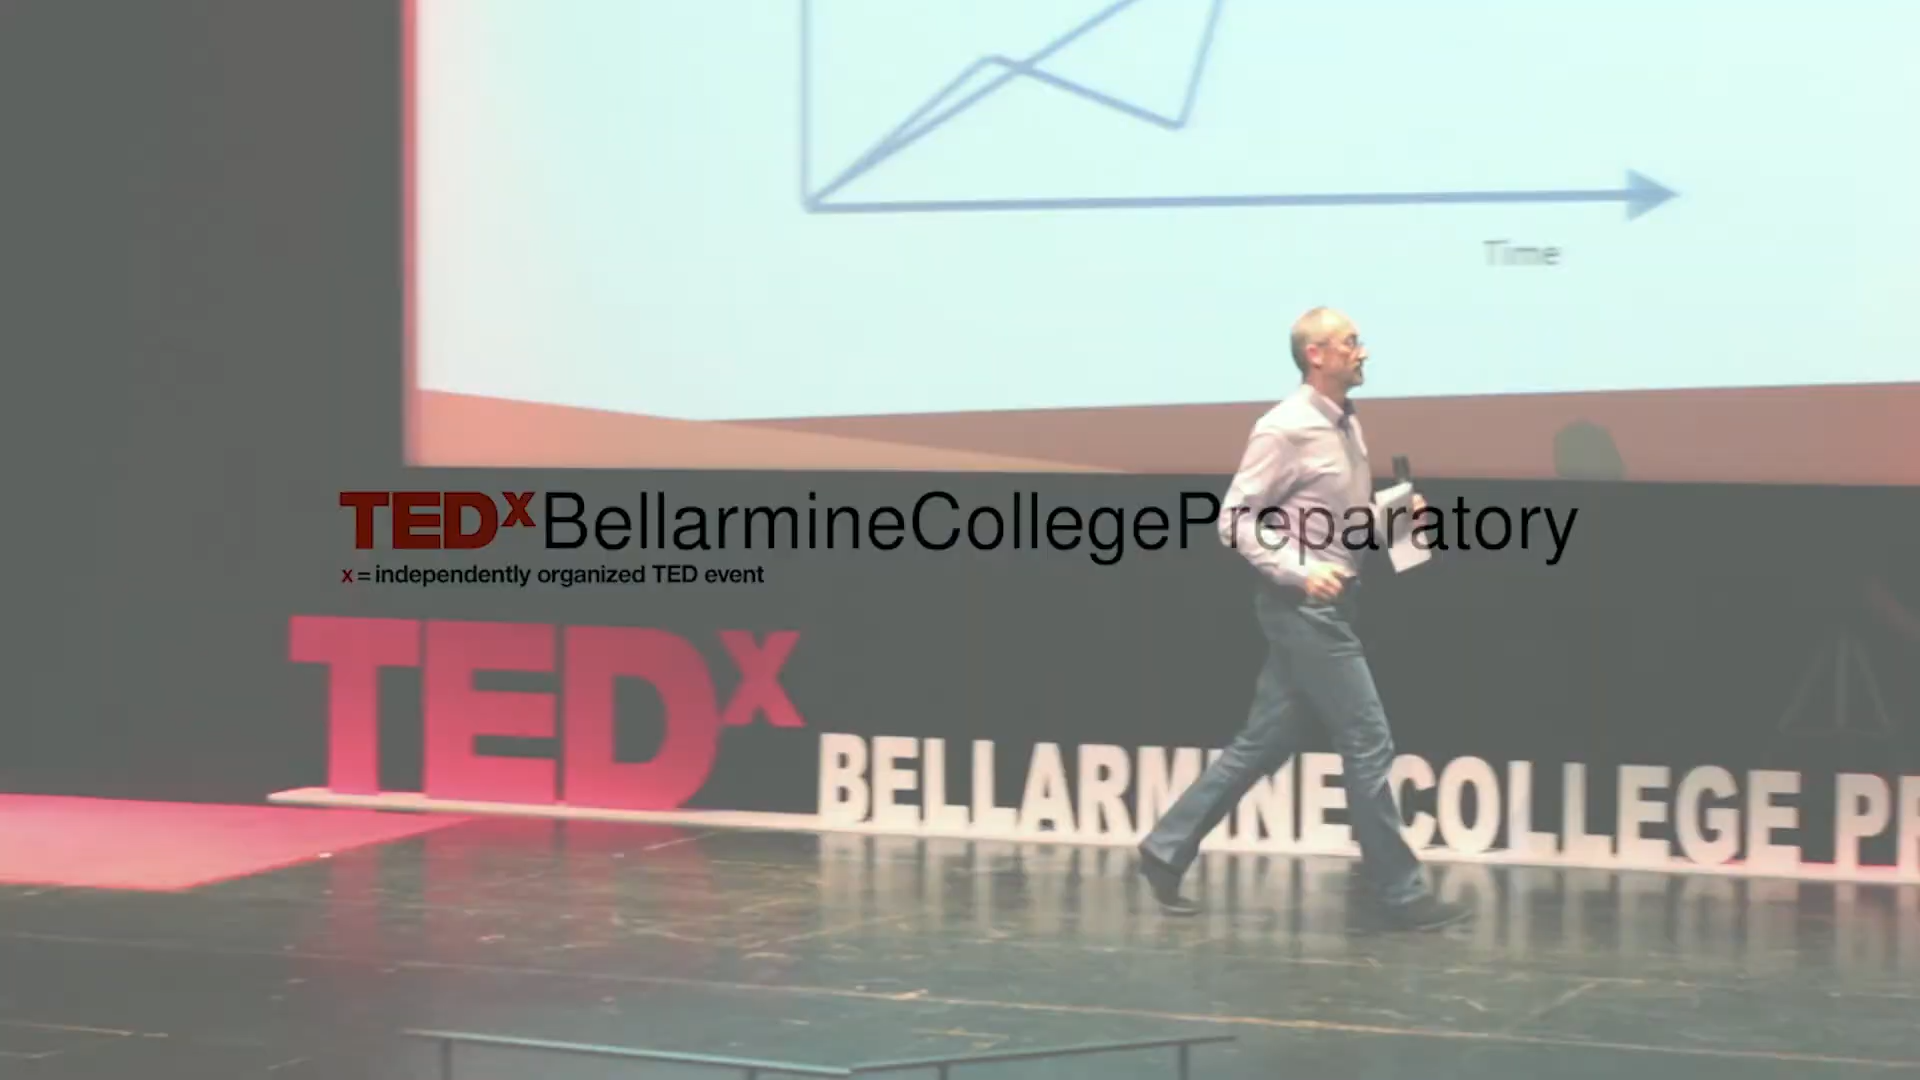 Time
TEDxBellarmineCollegePreparatory
x = independently organized TED event
TEDx
BELLARMINE COLLEGE PR